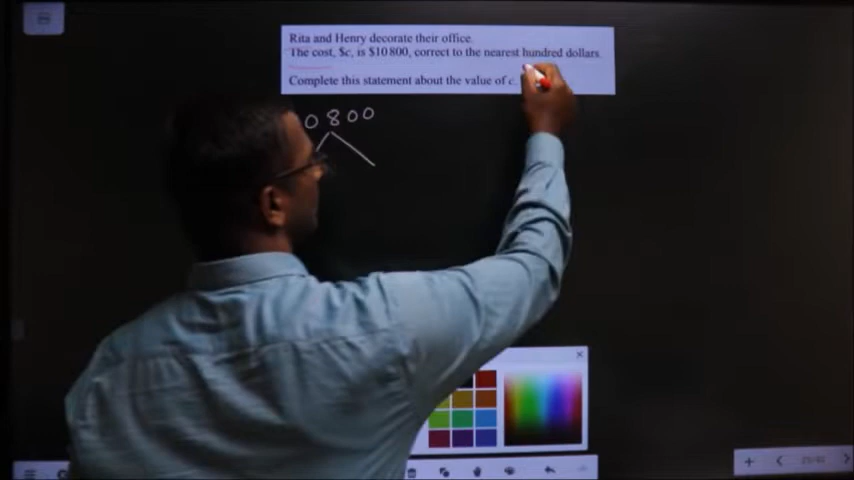 Rita and Henry decorate their office.
The cost, $c, is $10 800, correct to the nearest hundred dollars.
Complete this statement about the value of c.
0800